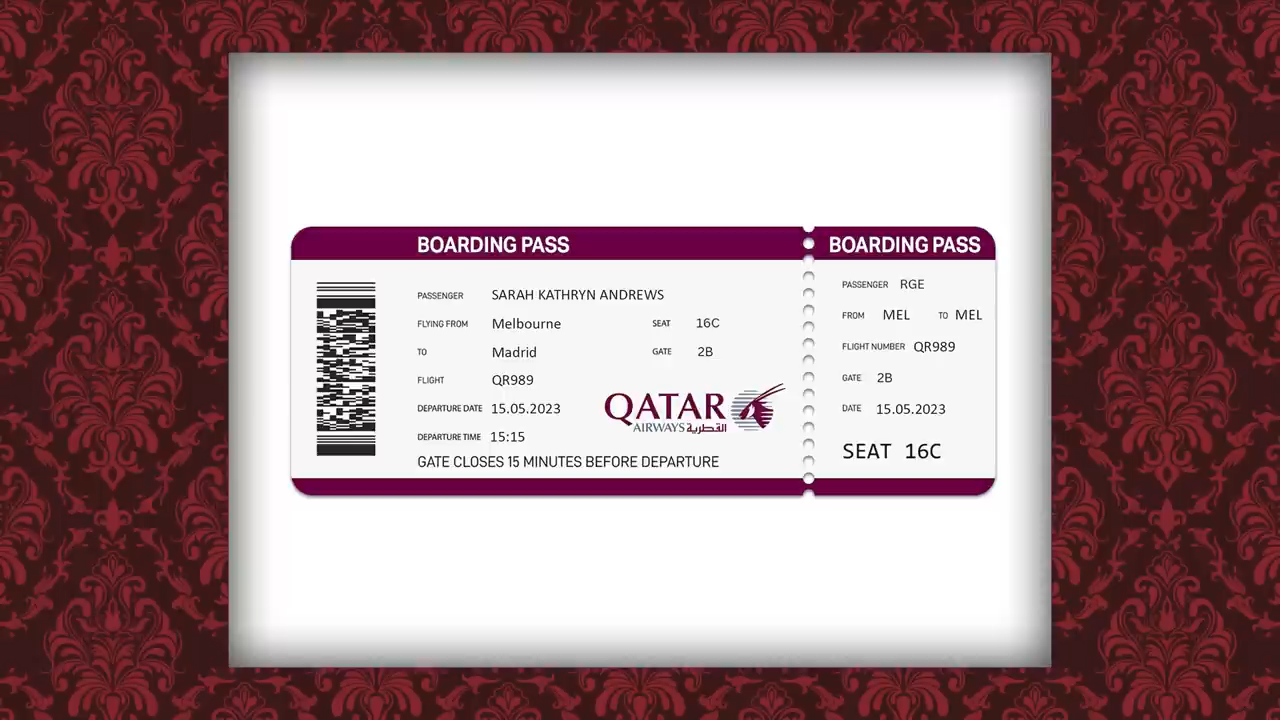 BOARDING PASS
PASSENGER SARAH KATHRYN ANDREWS
FLYING FROM Melbourne SEAT 16C
TO Madrid GATE 2B
FLIGHT QR989
DEPARTURE DATE 15.05.2023
DEPARTURE TIME 15:15
GATE CLOSES 15 MINUTES BEFORE DEPARTURE
QATAR
AIRWAYS القطرية
BOARDING PASS
PASSENGER RGE
FROM MEL TO MEL
FLIGHT NUMBER QR989
GATE 2B
DATE 15.05.2023
SEAT 16C